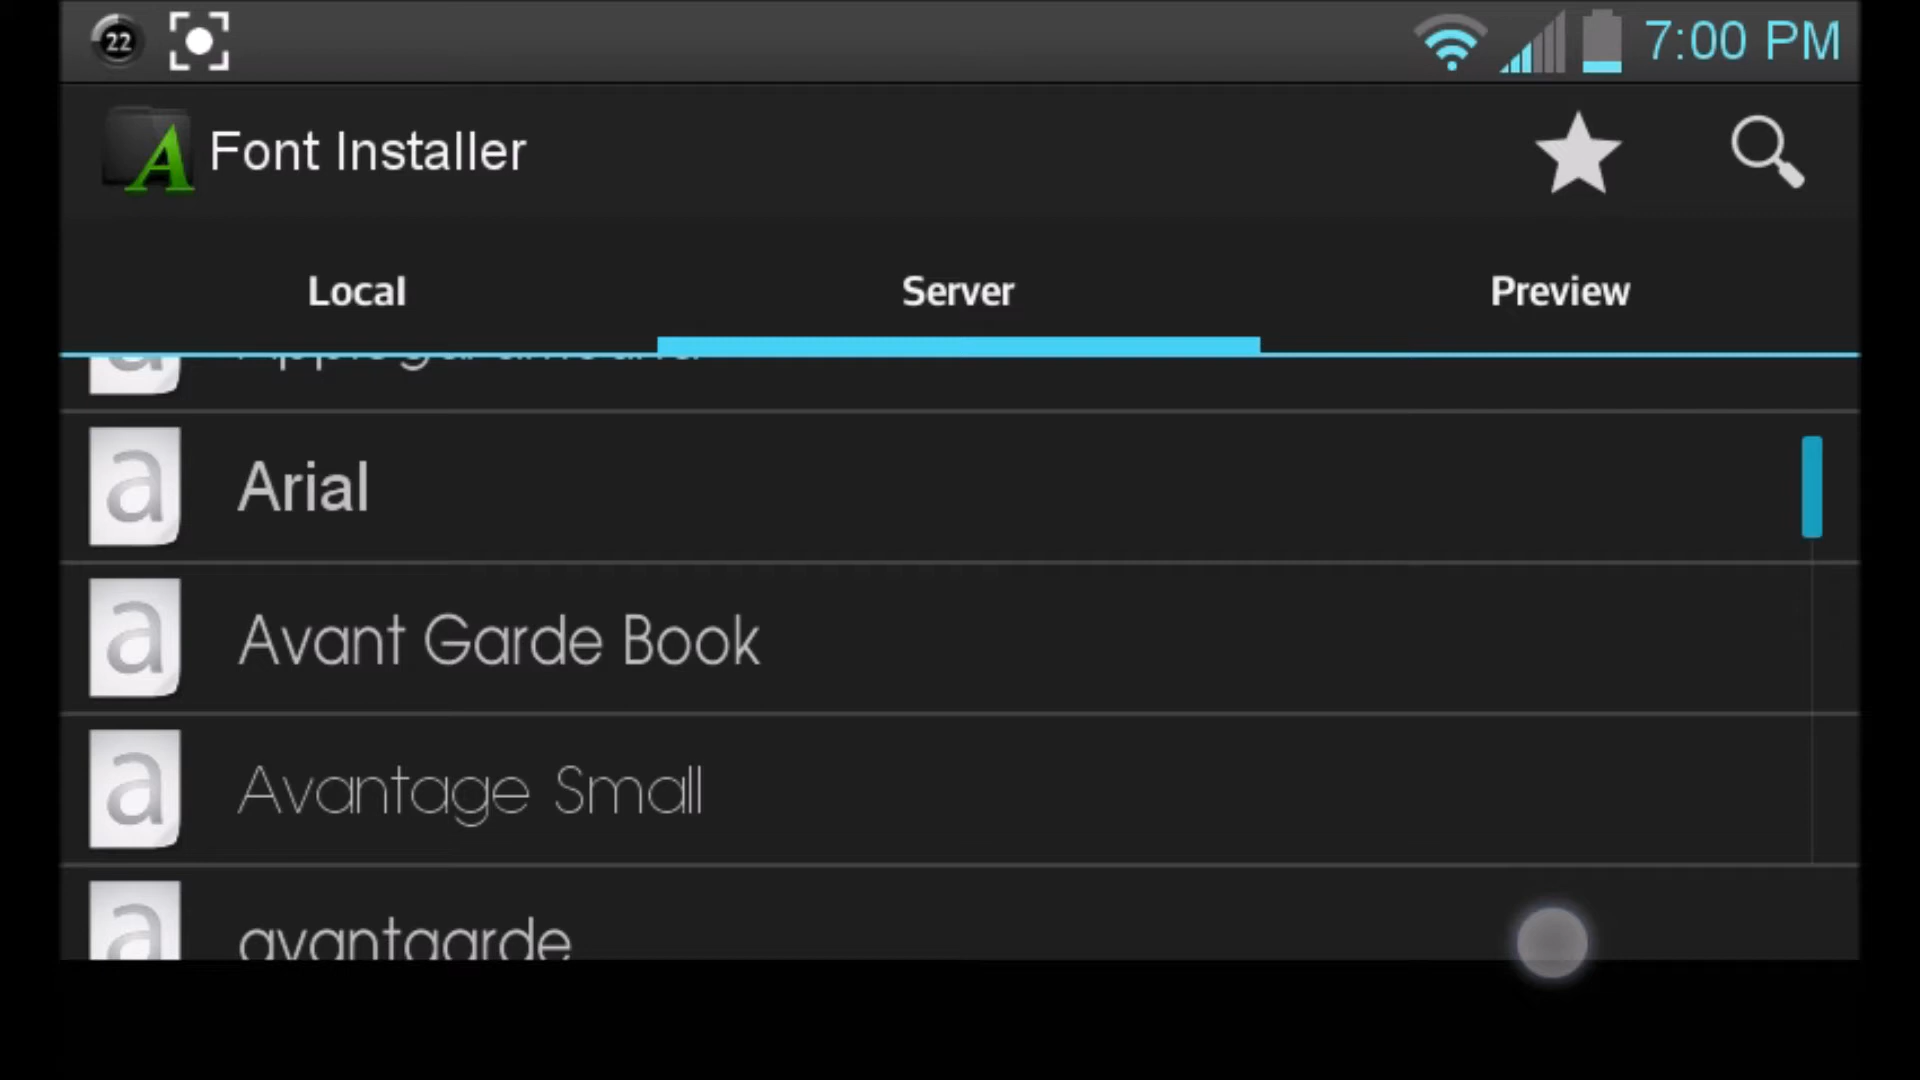 22
7:00 PM
Font Installer
Local
Server
Preview
Arial
Avant Garde Book
Avantage Small
avantgarde